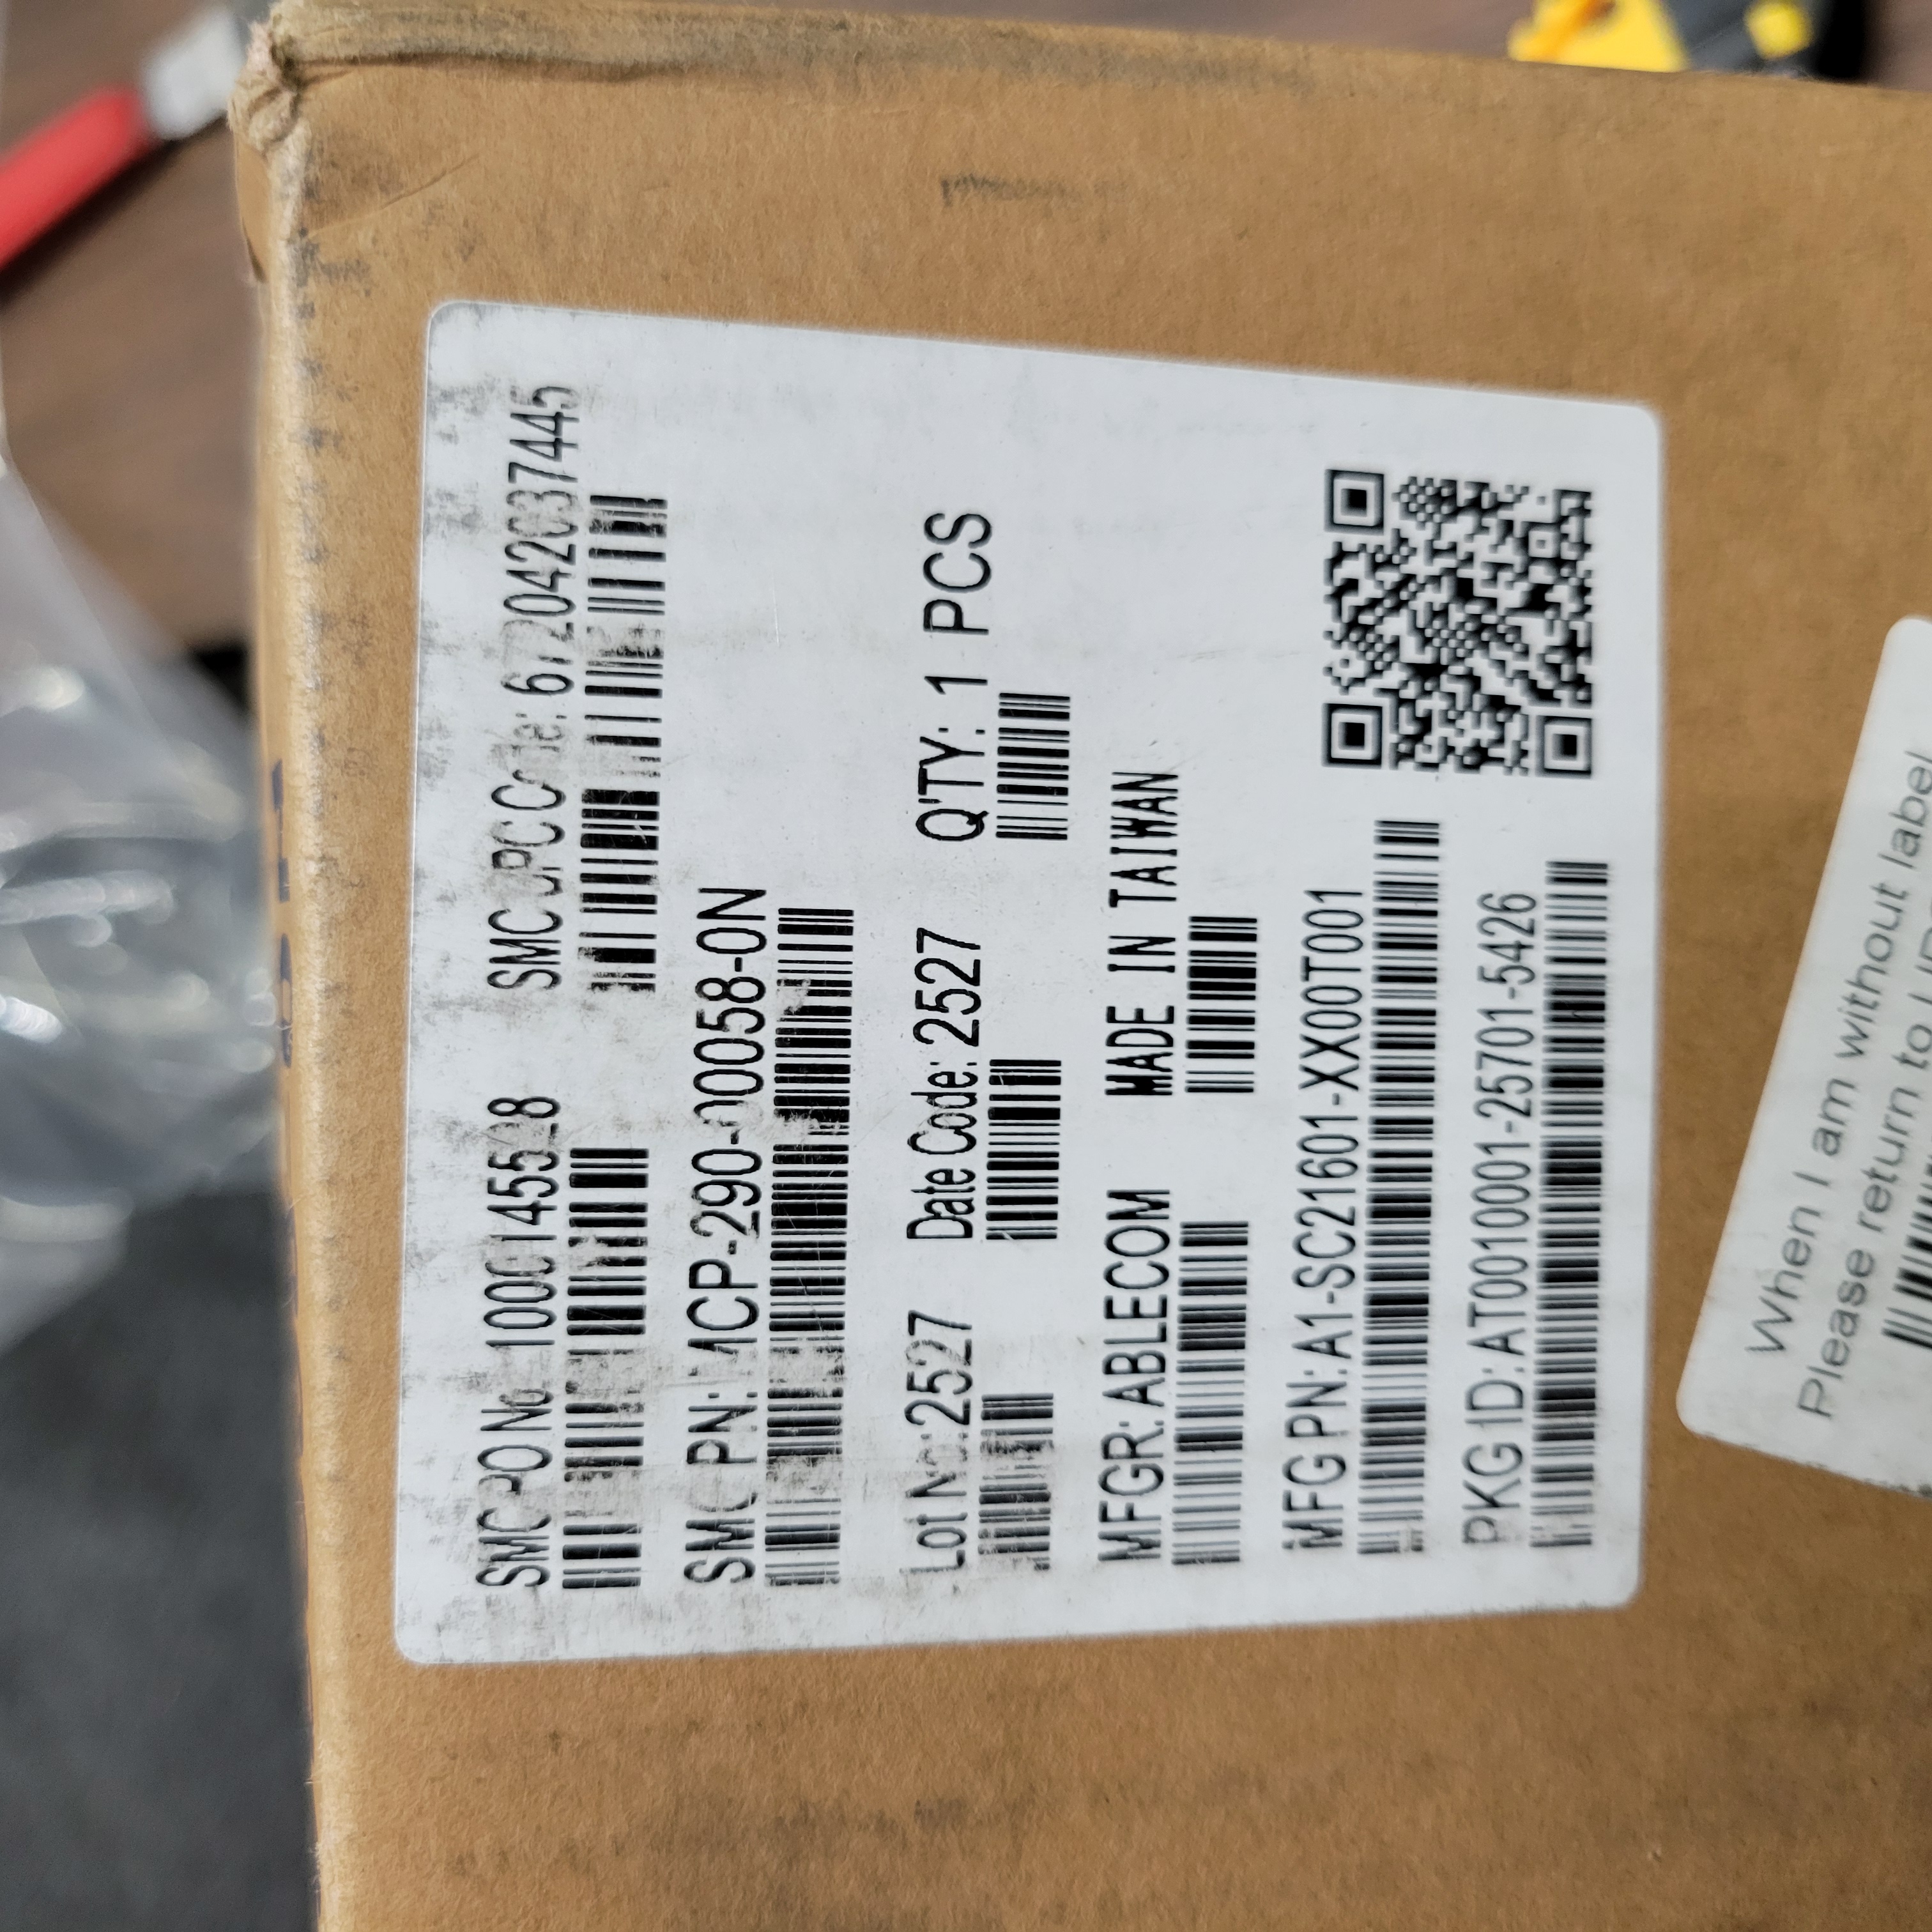 SMC PO No 1000145528 SMC UPC Code: 672042037445
SMC PN: MCP-290-00058-0N
Lot No.:2527 Date Code: 2527 Q'TY: 1 PCS
MFGR: ABLECOM MADE IN TAIWAN
MFG PN: A1-SC21601-XX00T001
PKG ID: AT0010001-25701-5426
When I am without label
Please return to